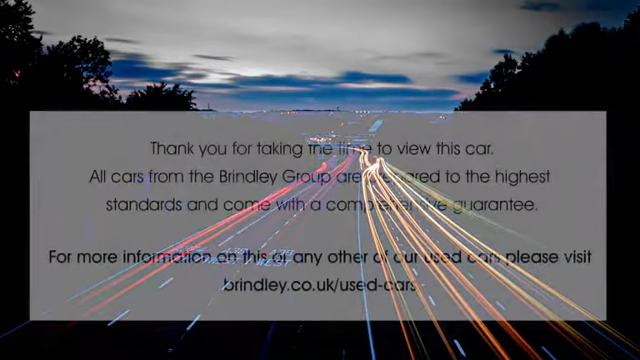 Thank you for taking the time to view this car.
All cars from the Brindley Group are prepared to the highest
standards and come with a comprehensive guarantee.
For more information on this or any other of our used cars please visit
brindley.co.uk/used-cars